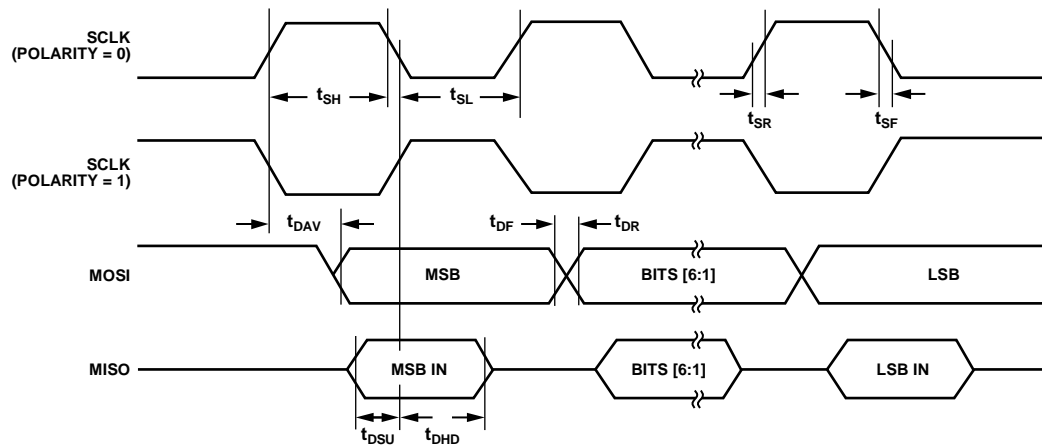 SCLK
(POLARITY = 0)
tSH
tSL
tSR
tSF
SCLK
(POLARITY = 1)
tDAV
tDF
tDR
MOSI
MSB
BITS [6:1]
LSB
MISO
MSB IN
BITS [6:1]
LSB IN
tDSU
tDHD